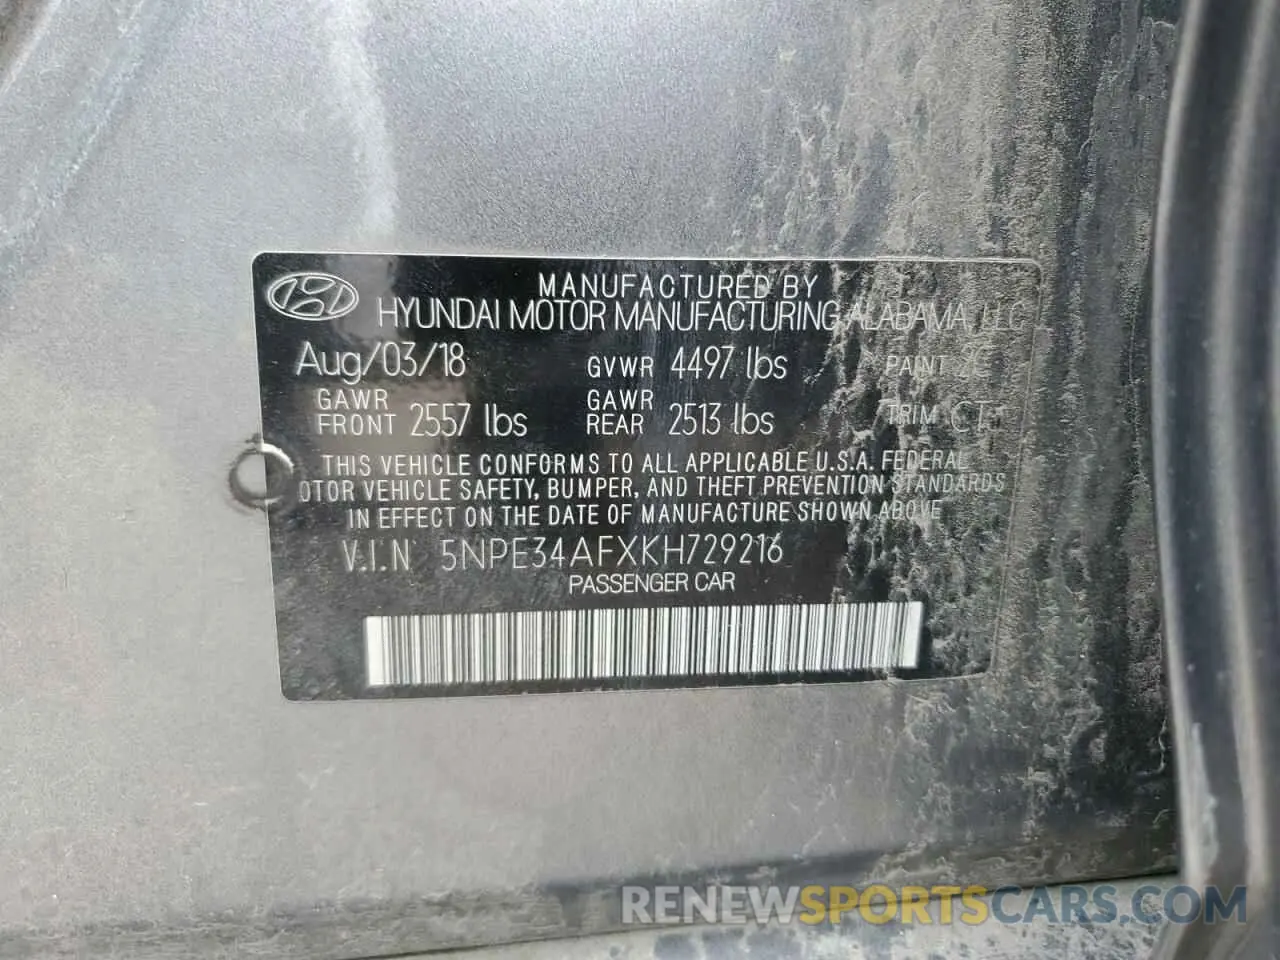 MANUFACTURED BY
HYUNDAI MOTOR MANUFACTURING ALABAMA, LLC
Aug/03/18 GVWR 4497 lbs PAINT
GAWR FRONT 2557 lbs GAWR REAR 2513 lbs TRIM CT
THIS VEHICLE CONFORMS TO ALL APPLICABLE U.S.A. FEDERAL
OTOR VEHICLE SAFETY, BUMPER, AND THEFT PREVENTION STANDARDS
IN EFFECT ON THE DATE OF MANUFACTURE SHOWN ABOVE
V.I.N 5NPE34AFXKH729216
PASSENGER CAR
RENEWSPORTSCARS.COM